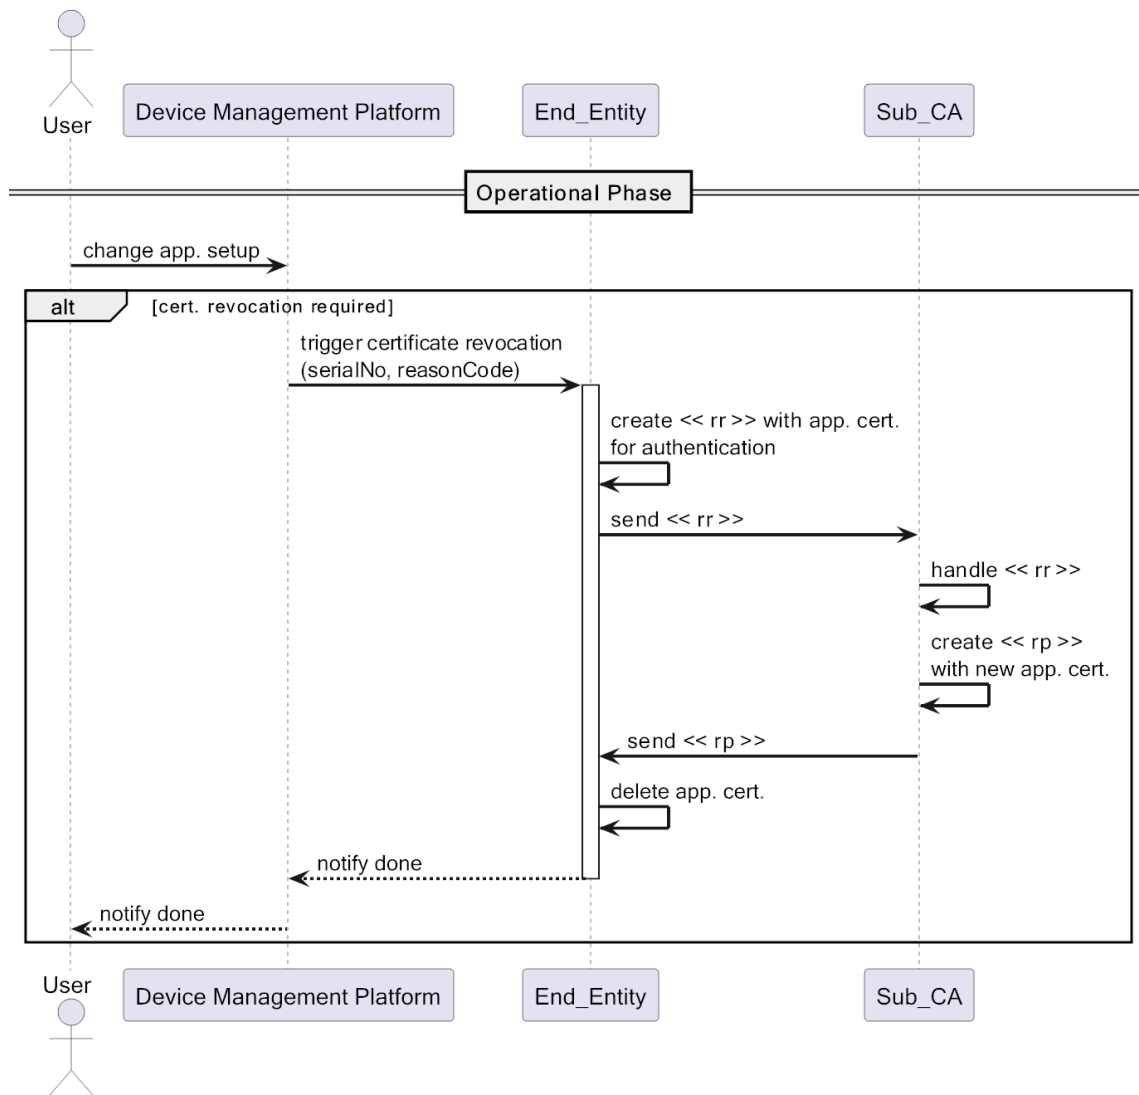 User
Device Management Platform
End_Entity
Sub_CA
Operational Phase
change app. setup
alt
[cert. revocation required]
trigger certificate revocation
(serialNo, reasonCode)
create << rr >> with app. cert.
for authentication
send << rr >>
handle << rr >>
create << rp >>
with new app. cert.
send << rp >>
delete app. cert.
notify done
notify done
User
Device Management Platform
End_Entity
Sub_CA